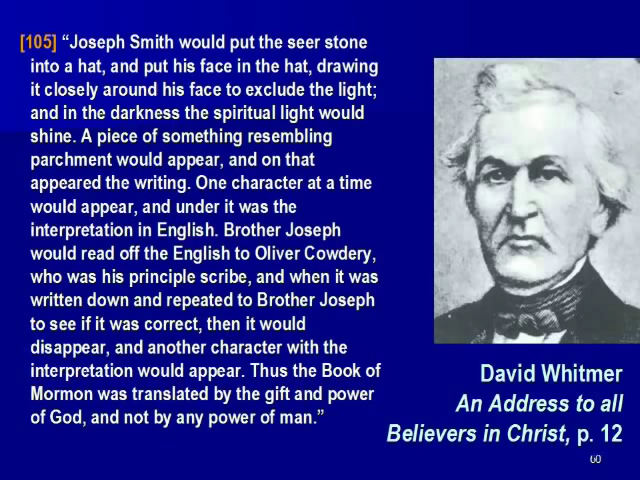 [105] “Joseph Smith would put the seer stone
into a hat, and put his face in the hat, drawing
it closely around his face to exclude the light;
and in the darkness the spiritual light would
shine. A piece of something resembling
parchment would appear, and on that
appeared the writing. One character at a time
would appear, and under it was the
interpretation in English. Brother Joseph
would read off the English to Oliver Cowdery,
who was his principle scribe, and when it was
written down and repeated to Brother Joseph
to see if it was correct, then it would
disappear, and another character with the
interpretation would appear. Thus the Book of
Mormon was translated by the gift and power
of God, and not by any power of man.”
David Whitmer
An Address to all
Believers in Christ, p. 12
60